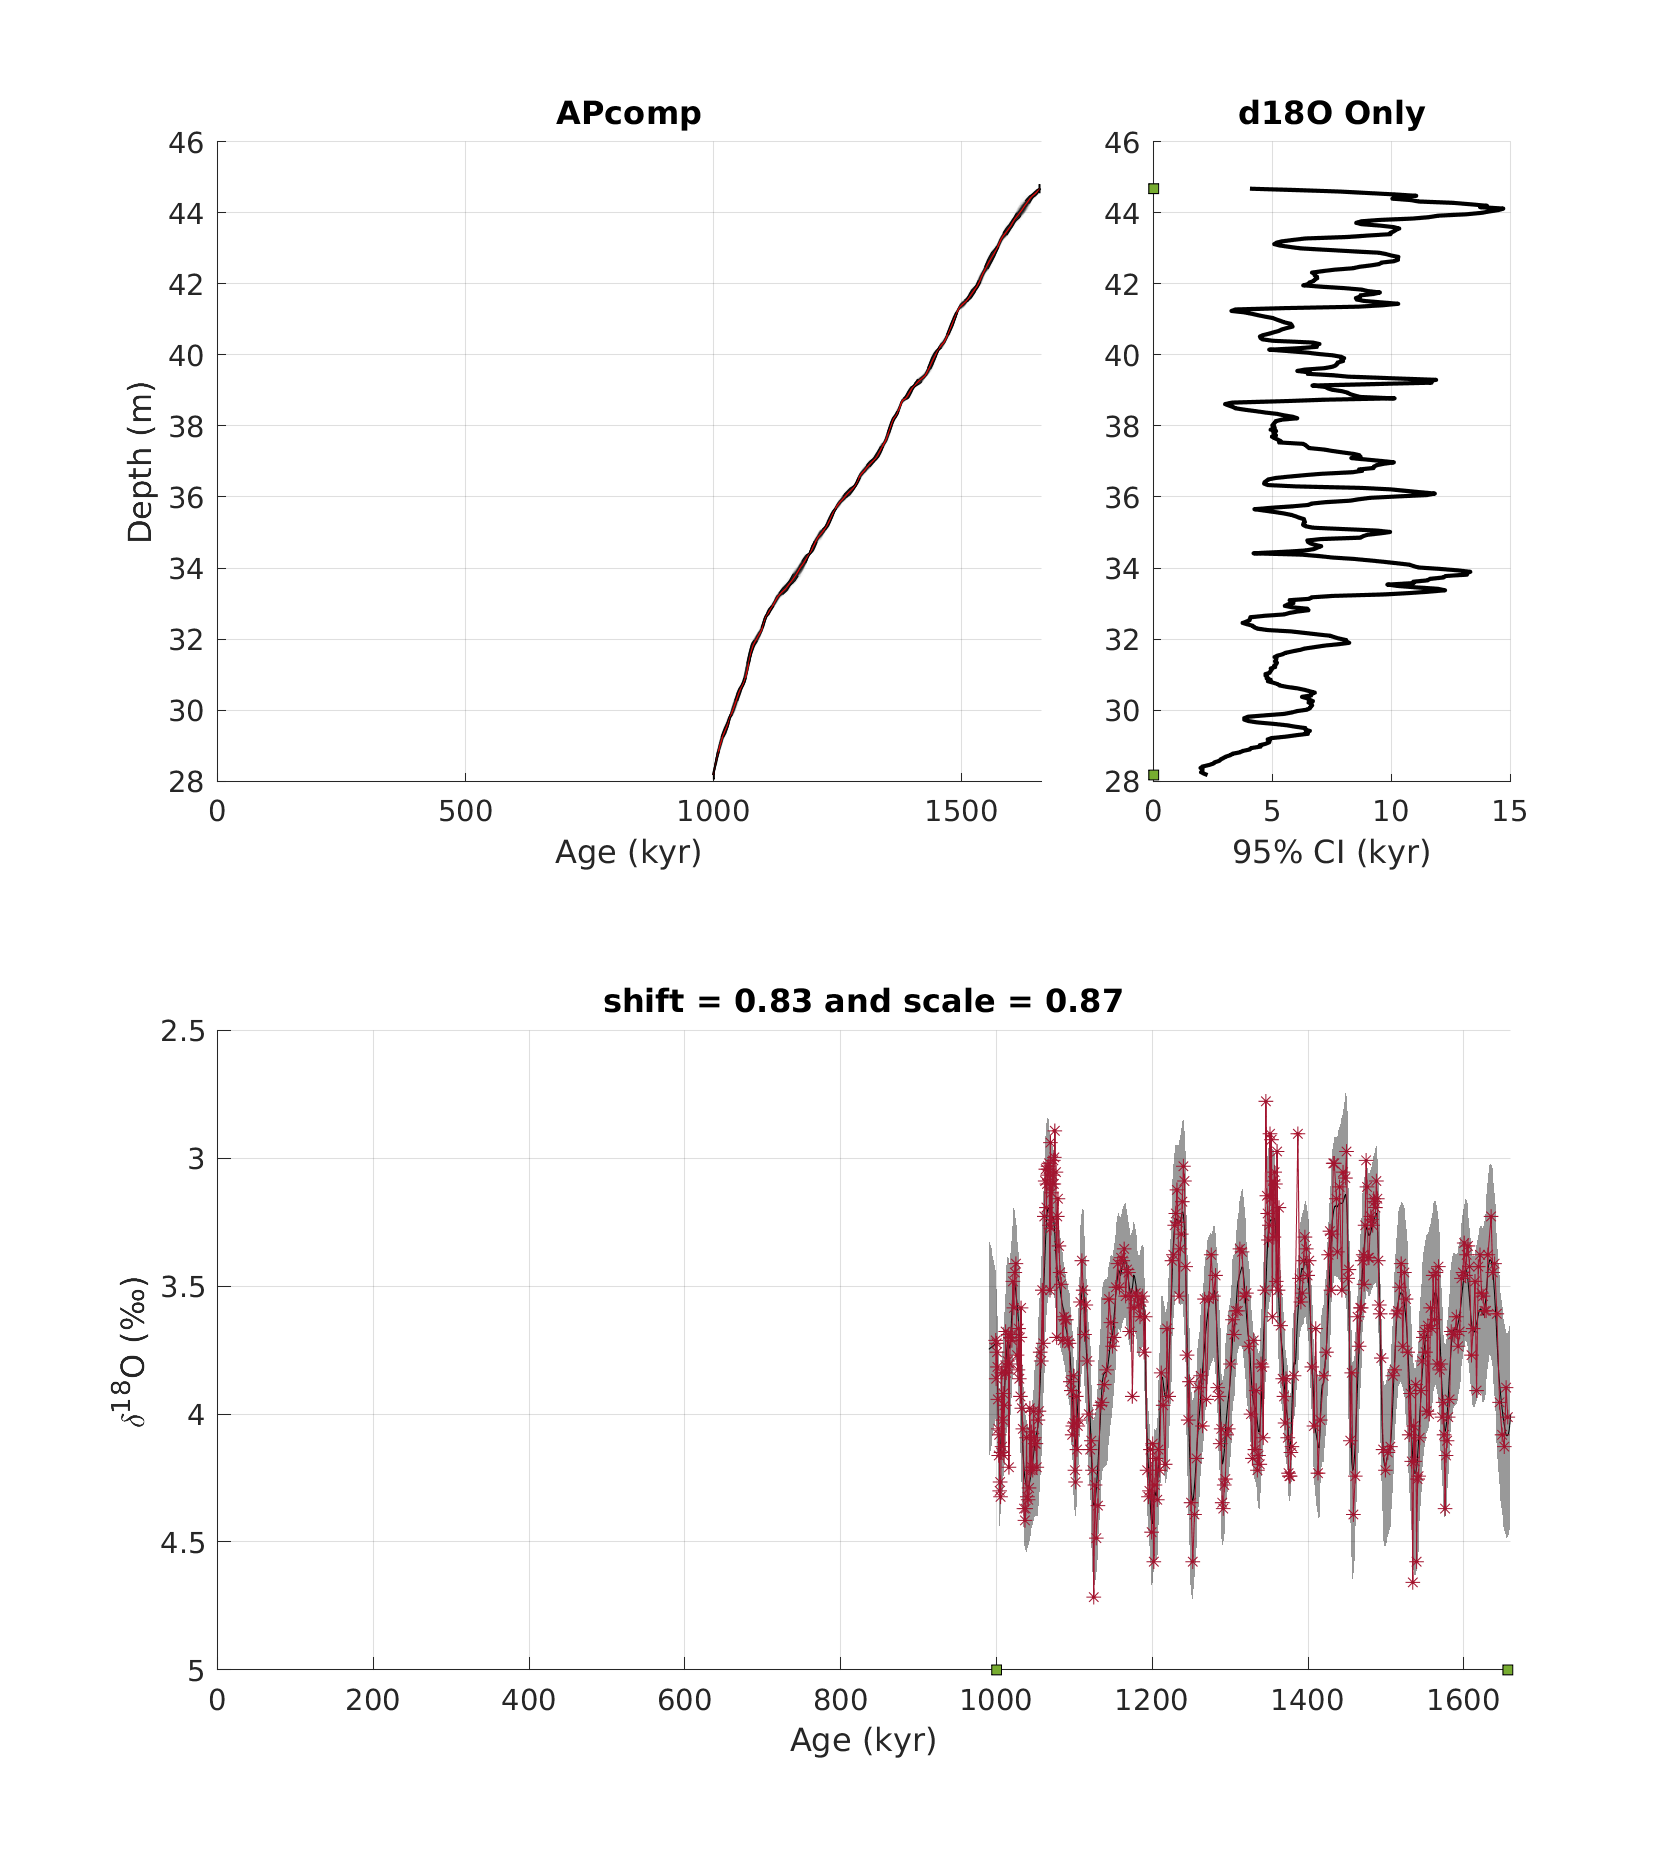 APcomp
46
44
42
40
38
36
34
32
30
28
0 500 1000 1500
Depth (m)
Age (kyr)
d18O Only
46
44
42
40
38
36
34
32
30
28
0 5 10 15
95% CI (kyr)
shift = 0.83 and scale = 0.87
2.5
3
3.5
4
4.5
5
0 200 400 600 800 1000 1200 1400 1600
δ18O (‰)
Age (kyr)